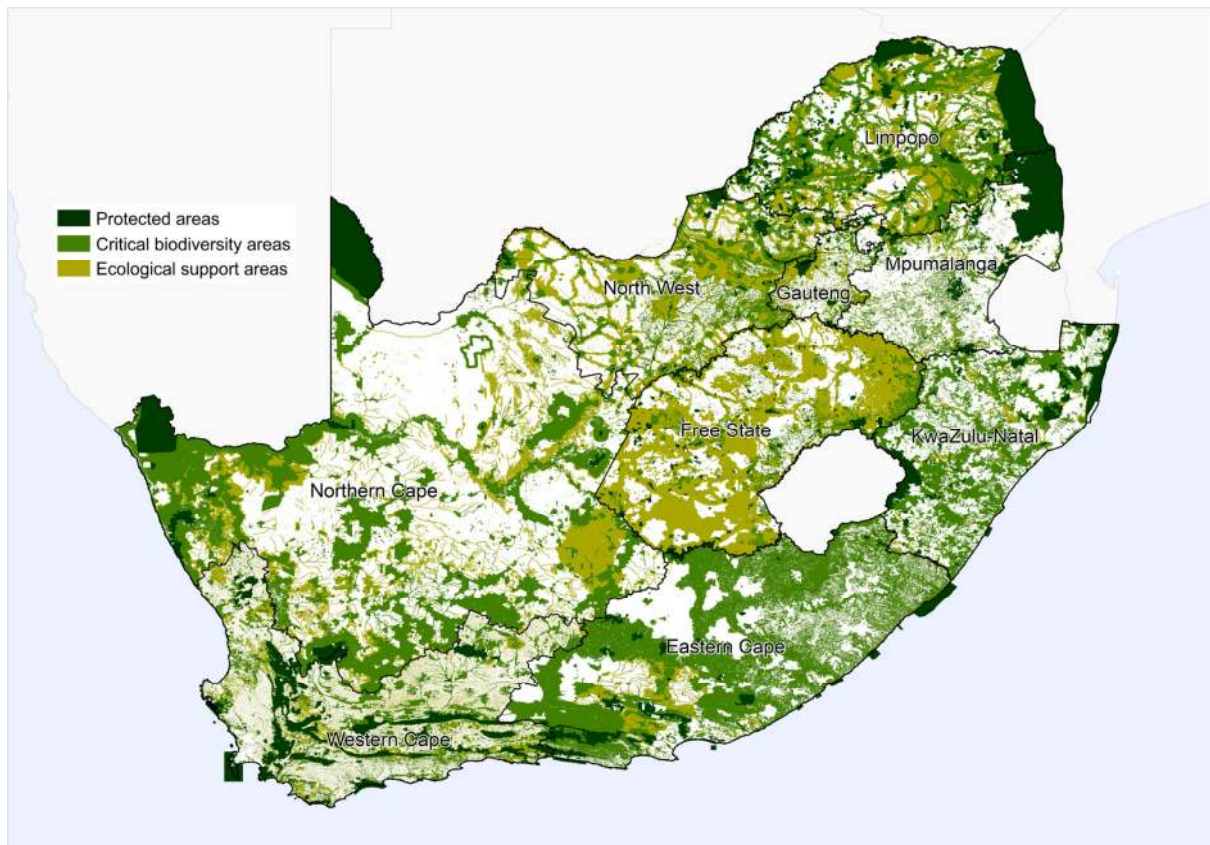 Limpopo
Protected areas
Critical biodiversity areas
Ecological support areas
Mpumalanga
North West
Gauteng
Free State
KwaZulu-Natal
Northern Cape
Eastern Cape
Western Cape